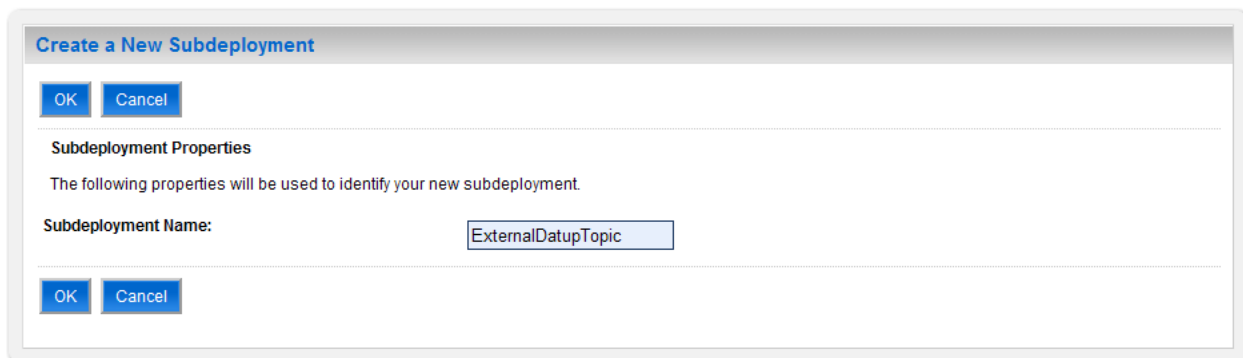 Create a New Subdeployment
OK Cancel
Subdeployment Properties
The following properties will be used to identify your new subdeployment.
Subdeployment Name: ExternalDatupTopic
OK Cancel